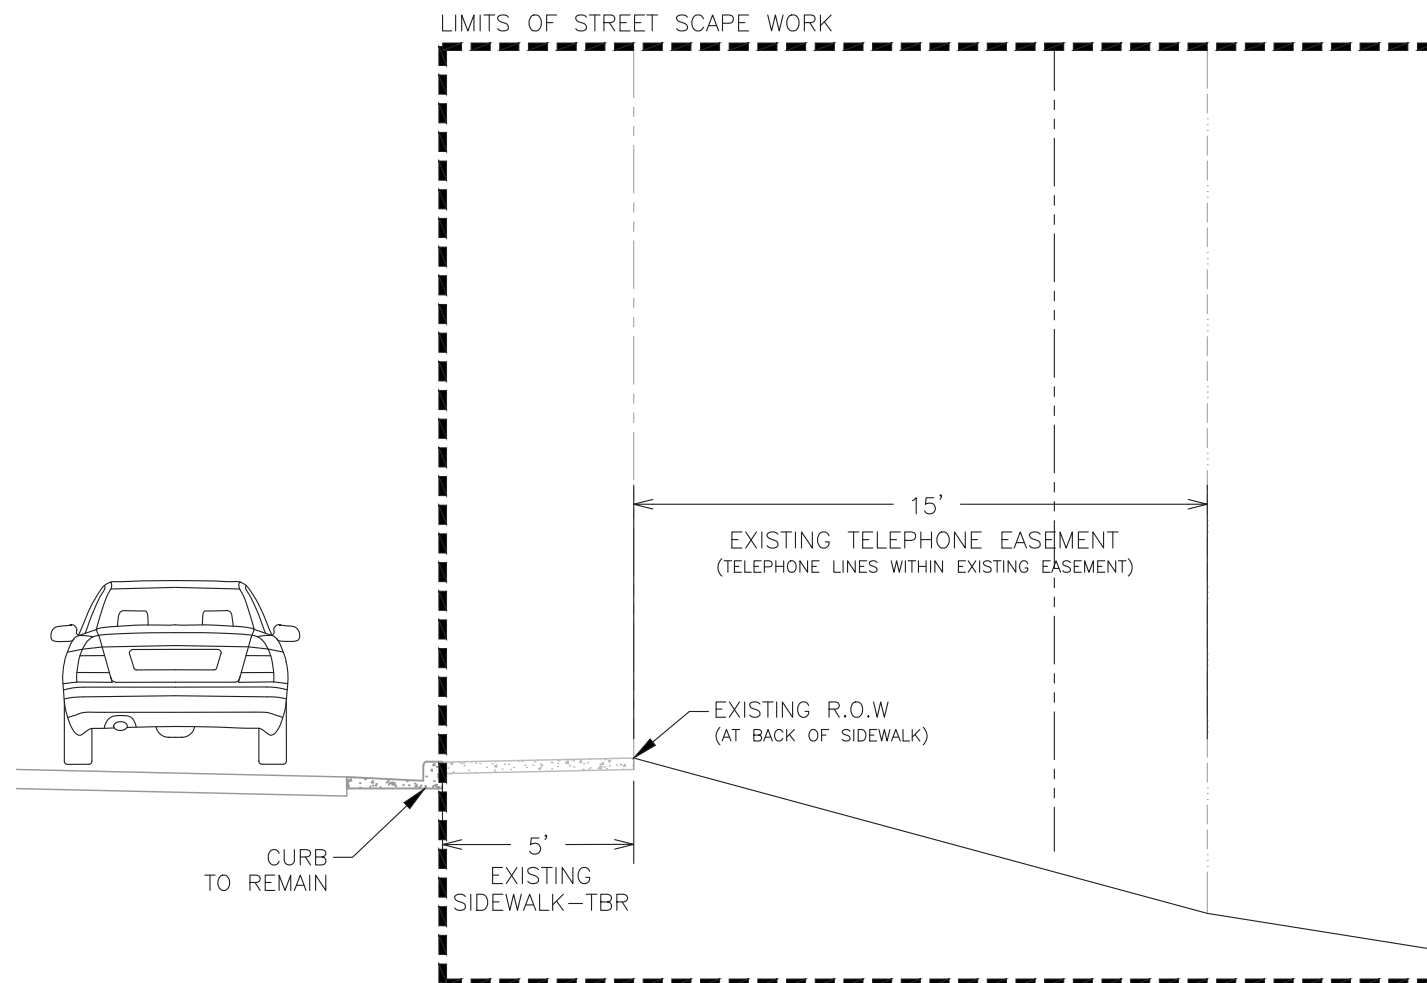 LIMITS OF STREET SCAPE WORK
15'
EXISTING TELEPHONE EASEMENT
(TELEPHONE LINES WITHIN EXISTING EASEMENT)
EXISTING R.O.W
(AT BACK OF SIDEWALK)
CURB
TO REMAIN
5'
EXISTING
SIDEWALK-TBR